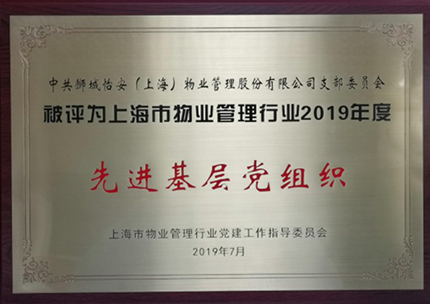 中共狮城怡安（上海）物业管理股份有限公司支部委员会
被评为上海市物业管理行业2019年度
先进基层党组织
上海市物业管理行业党建工作指导委员会
2019年7月